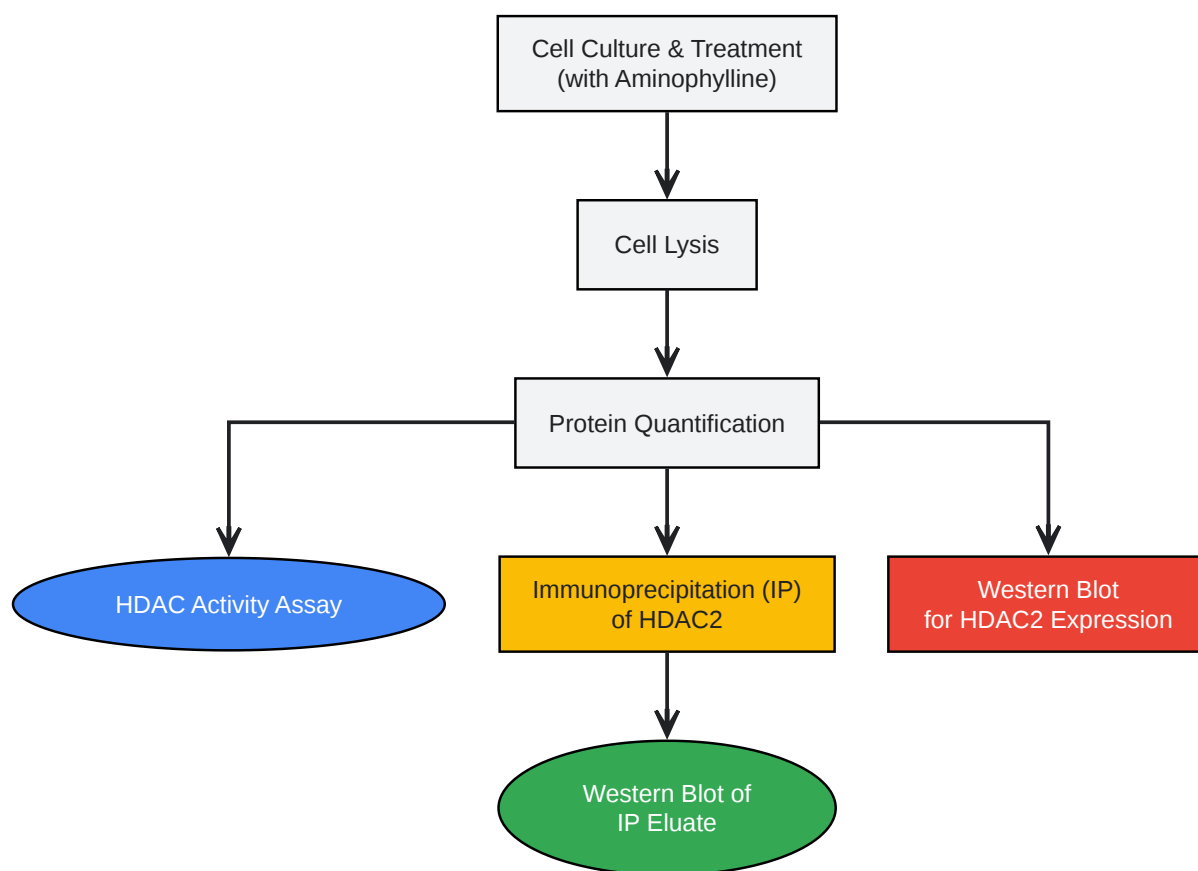 Cell Culture & Treatment
(with Aminophylline)
Cell Lysis
Protein Quantification
HDAC Activity Assay
Immunoprecipitation (IP)
of HDAC2
Western Blot
for HDAC2 Expression
Western Blot of
IP Eluate